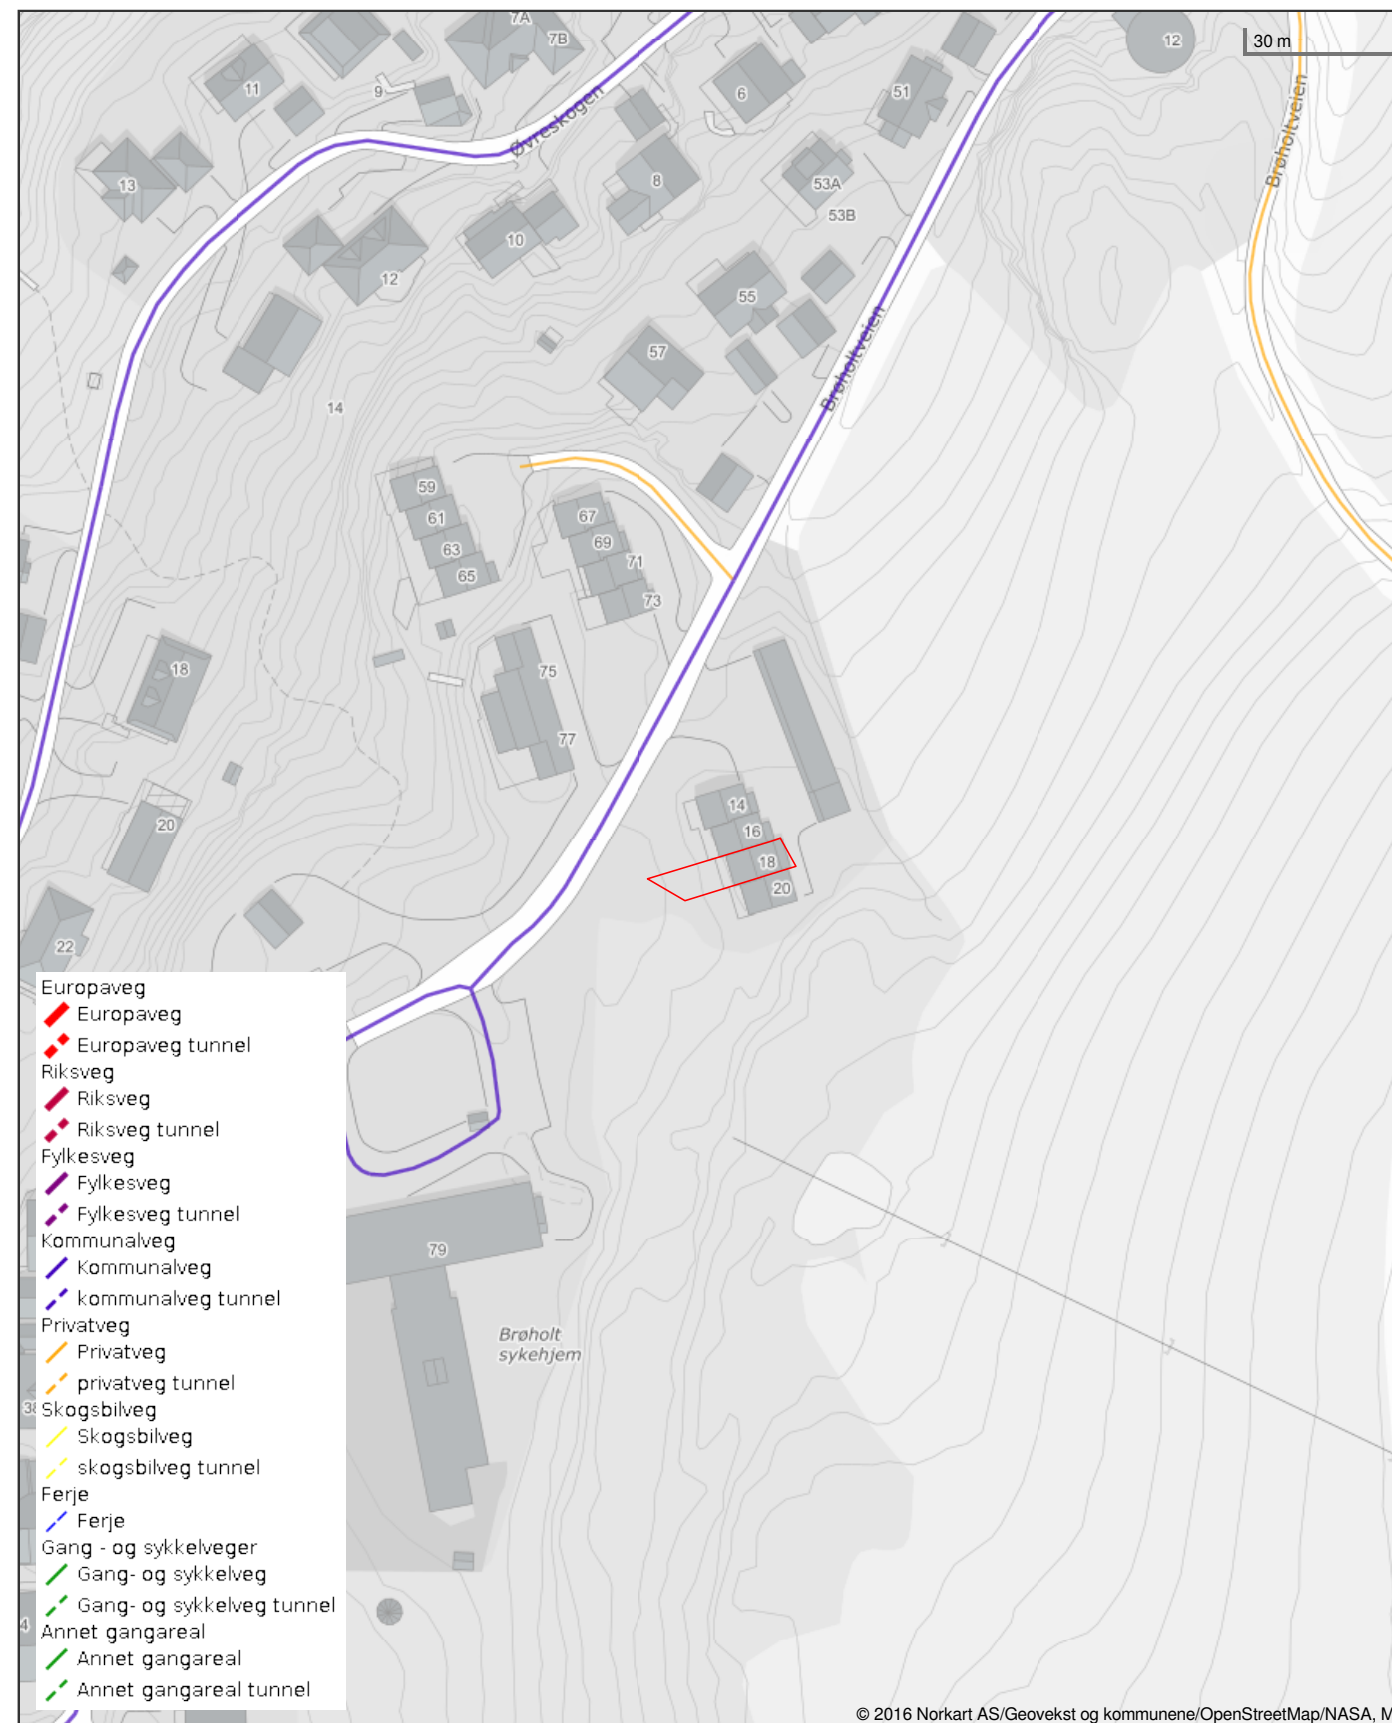 7A
7B
12
30 m
11
9
6
51
Øvreskogen
Brøholtveien
13
8
53A
53B
10
12
55
57
Brøholtveien
14
59
61
67
63
69
65
71
73
18
75
77
14
16
18
20
20
22
Europaveg
Europaveg
Europaveg tunnel
Riksveg
Riksveg
Riksveg tunnel
Fylkesveg
Fylkesveg
Fylkesveg tunnel
Kommunalveg
Kommunalveg
kommunalveg tunnel
Privatveg
Privatveg
privatveg tunnel
Skogsbilveg
Skogsbilveg
skogsbilveg tunnel
Ferje
Ferje
Gang - og sykkelveger
Gang- og sykkelveg
Gang- og sykkelveg tunnel
Annet gangareal
Annet gangareal
Annet gangareal tunnel
79
Brøholt
sykehjem
© 2016 Norkart AS/Geovekst og kommunene/OpenStreetMap/NASA, M